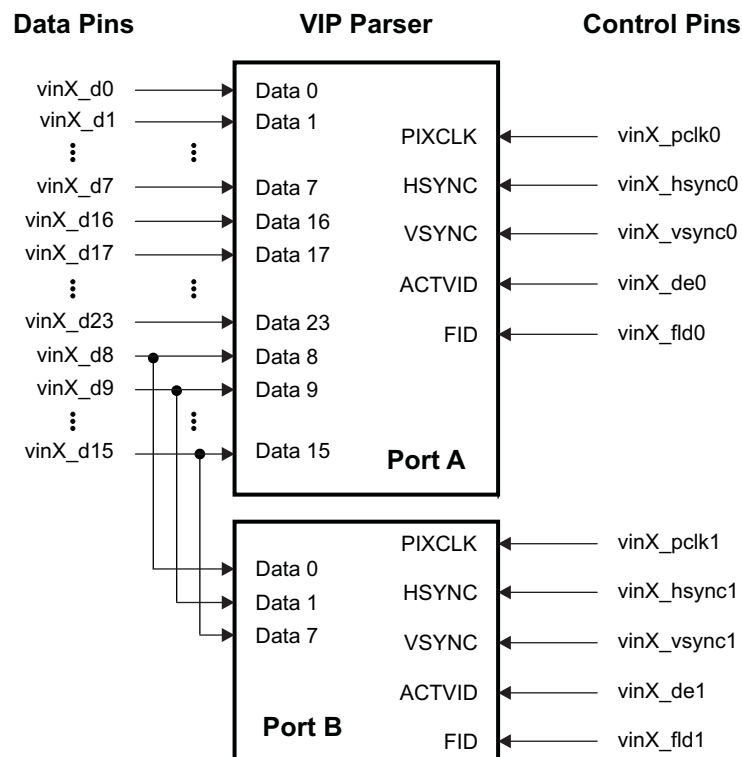 Data Pins VIP Parser Control Pins
vinX_d0 Data 0
vinX_d1 Data 1
PIXCLK vinX_pclk0
vinX_d7 Data 7 HSYNC vinX_hsync0
vinX_d16 Data 16
VSYNC vinX_vsync0
vinX_d17 Data 17
ACTVID vinX_de0
vinX_d23 Data 23
FID vinX_fld0
vinX_d8 Data 8
vinX_d9 Data 9
vinX_d15 Data 15
Port A
PIXCLK vinX_pclk1
Data 0
HSYNC vinX_hsync1
Data 1
Data 7
VSYNC vinX_vsync1
ACTVID vinX_de1
Port B
FID vinX_fld1